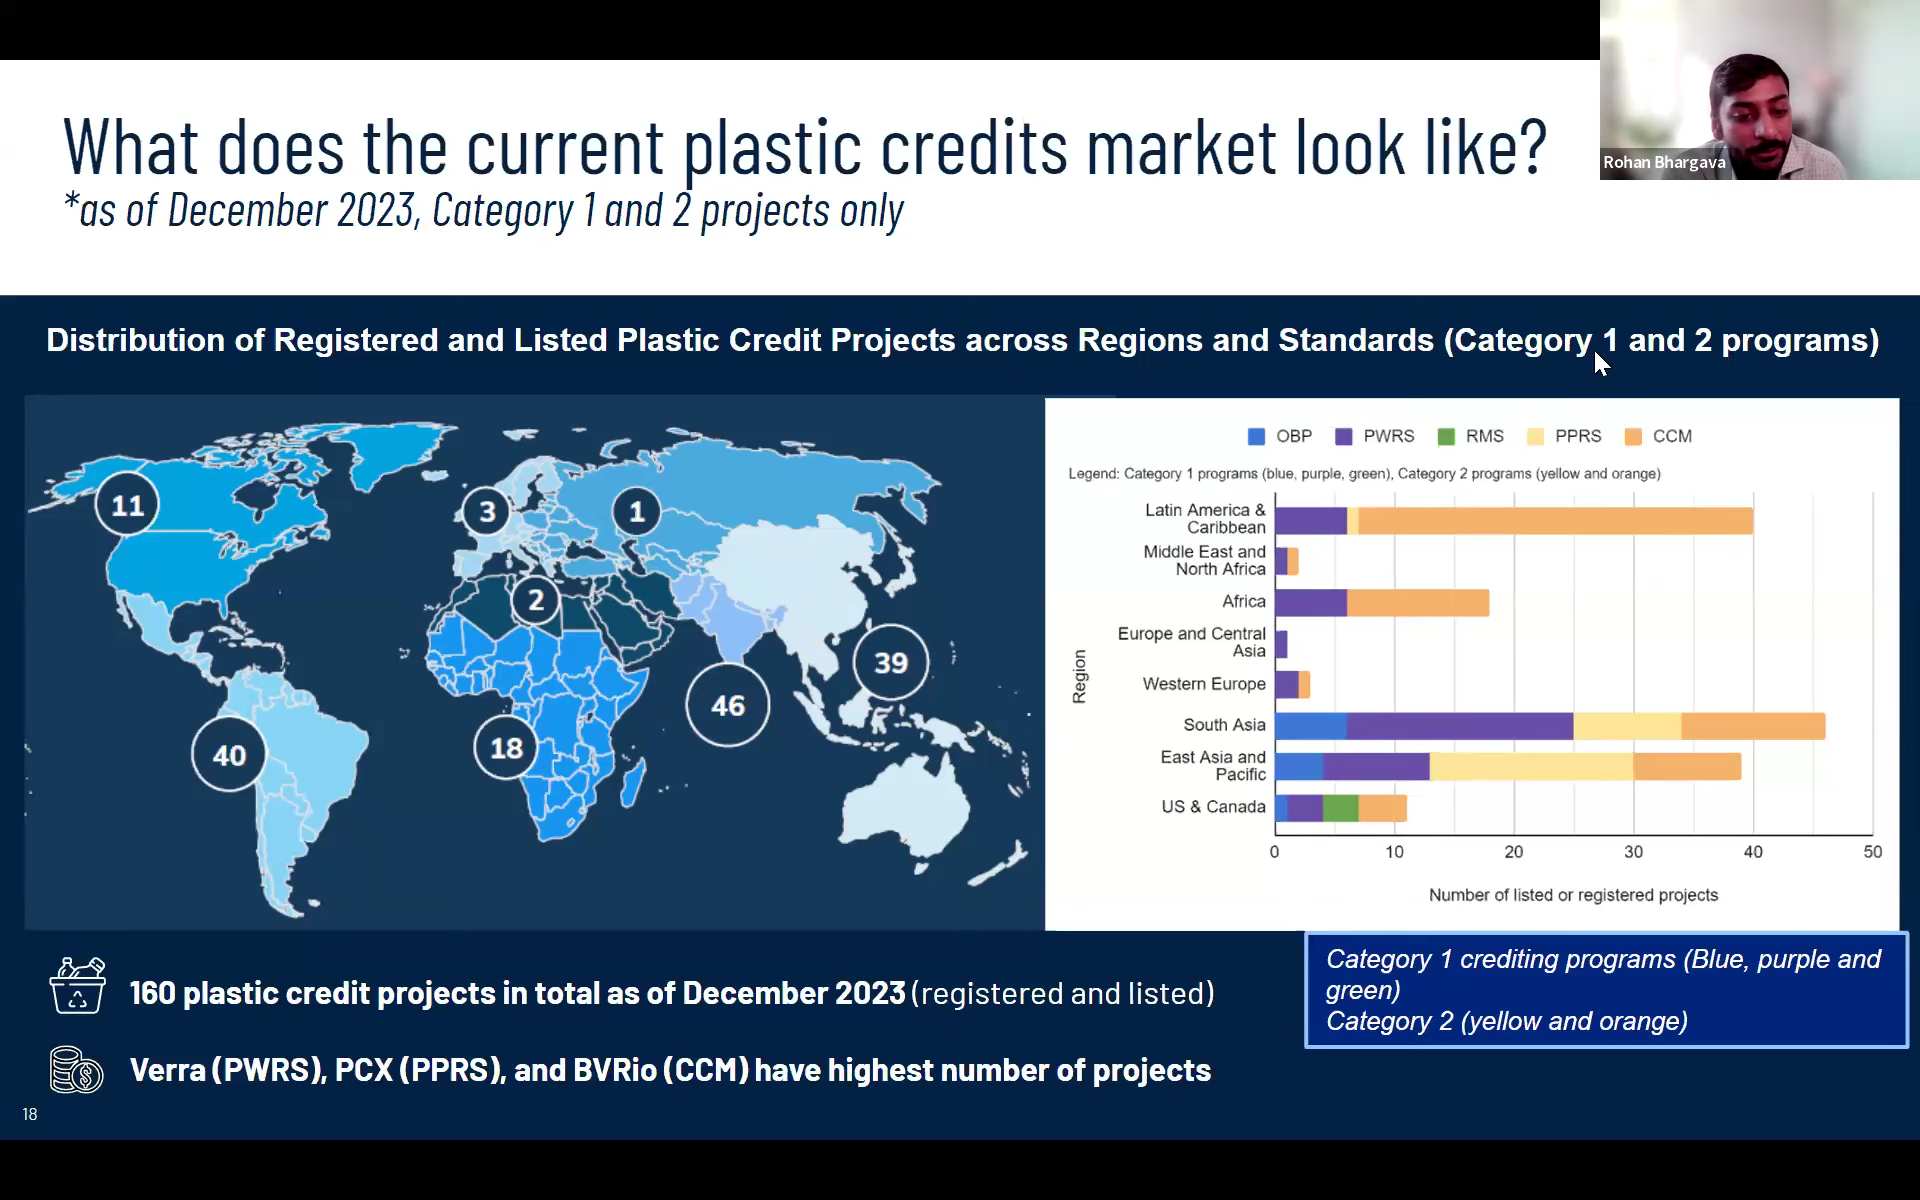 What does the current plastic credits market look like?
*as of December 2023, Category 1 and 2 projects only
Rohan Bhargava
Distribution of Registered and Listed Plastic Credit Projects across Regions and Standards (Category 1 and 2 programs)
11
3
1
2
39
46
40
18
OBP PWRS RMS PPRS CCM
Legend: Category 1 programs (blue, purple, green), Category 2 programs (yellow and orange)
Region
Latin America &
Caribbean
Middle East and
North Africa
Africa
Europe and Central
Asia
Western Europe
South Asia
East Asia and
Pacific
US & Canada
0 10 20 30 40 50
Number of listed or registered projects
160 plastic credit projects in total as of December 2023 (registered and listed)
Verra (PWRS), PCX (PPRS), and BVRio (CCM) have highest number of projects
Category 1 crediting programs (Blue, purple and
green)
Category 2 (yellow and orange)
18